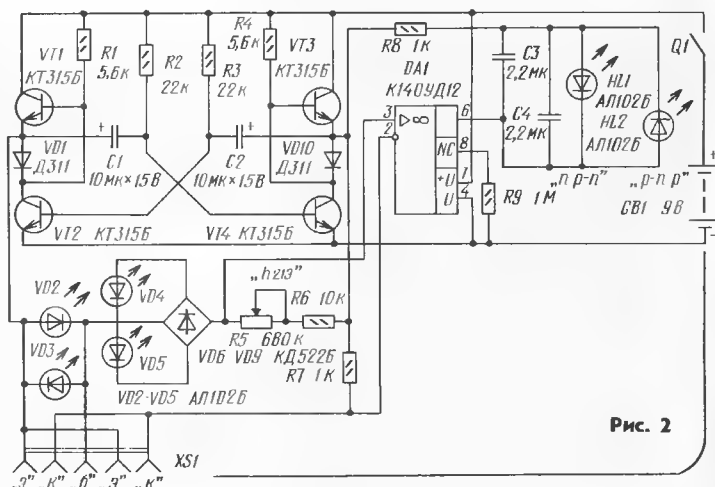 VT1
КТ315Б
R1
5,6к
R2
22к
R4
5,6к
R3
22к
VT3
КТ315Б
R8 1к
DA1
К140УД12
C3
2,2мк
C4
2,2мк
HL1
АЛ102Б
HL2
АЛ102Б
Q1
VD1
Д311
C1
10мк×15В
C2
10мк×15В
VD10
Д311
3
2
▷∞
6
NC
8
+U
7
U
4
R9 1М
„n p-n"
„p-n p"
GB1 9В
VT2 КТ315Б
VT4 КТ315Б
„h21э"
R6 10к
R5 680к
VD2
VD3
VD4
VD5
VD6 VD9 КД522Б
R7 1к
VD2-VD5 АЛ102Б
Рис. 2
XS1
„э" „к" „б" „э" „к"